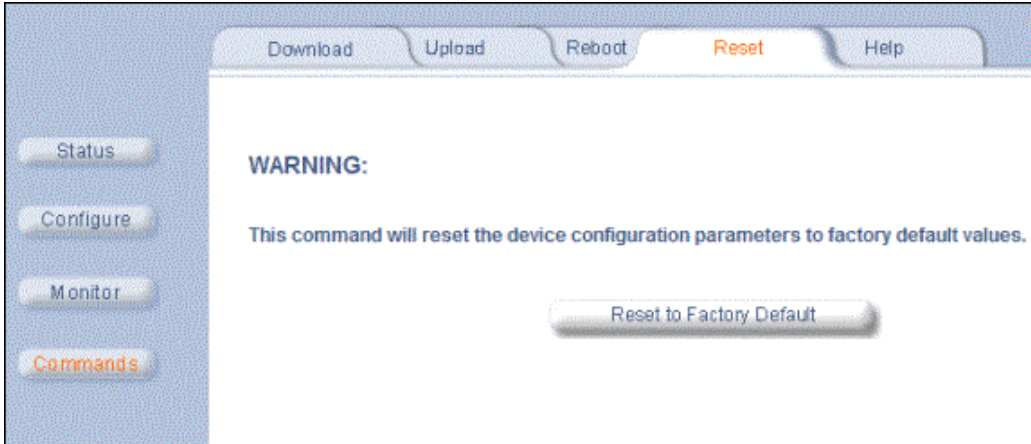 Download Upload Reboot Reset Help
Status
WARNING:
Configure
This command will reset the device configuration parameters to factory default values.
Monitor
Reset to Factory Default
Commands